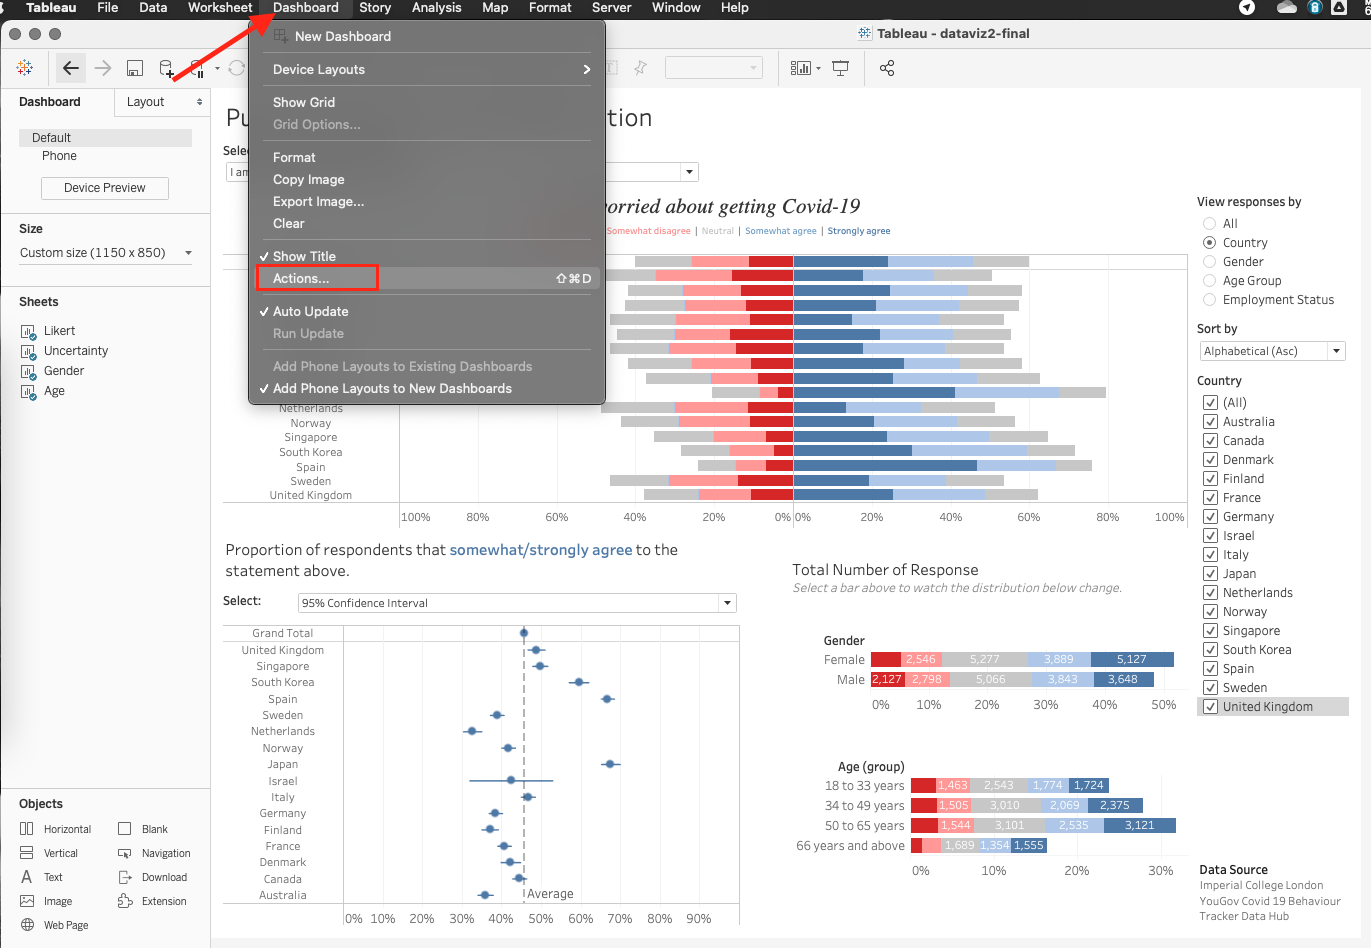 Tableau File Data Worksheet Dashboard Story Analysis Map Format Server Window Help
Tableau - dataviz2-final
Dashboard
Layout
Default
Phone
Device Preview
Size
Custom size (1150 x 850)
Sheets
Likert
Uncertainty
Gender
Age
Objects
Horizontal
Blank
Vertical
Navigation
Text
Download
Image
Extension
Web Page
New Dashboard
Device Layouts
Show Grid
Grid Options...
Format
Copy Image
Export Image...
Clear
✓ Show Title
Actions... ⇧⌘D
✓ Auto Update
Run Update
Add Phone Layouts to Existing Dashboards
✓ Add Phone Layouts to New Dashboards
Pu
tion
Sele
I am
orried about getting Covid-19
Somewhat disagree | Neutral | Somewhat agree | Strongly agree
Netherlands
Norway
Singapore
South Korea
Spain
Sweden
United Kingdom
100% 80% 60% 40% 20% 0% 0% 20% 40% 60% 80% 100%
Proportion of respondents that somewhat/strongly agree to the
statement above.
Select:
95% Confidence Interval
Grand Total
United Kingdom
Singapore
South Korea
Spain
Sweden
Netherlands
Norway
Japan
Israel
Italy
Germany
Finland
France
Denmark
Canada
Australia
Average
0% 10% 20% 30% 40% 50% 60% 70% 80% 90%
Total Number of Response
Select a bar above to watch the distribution below change.
Gender
Female 2,546 5,277 3,889 5,127
Male 2,127 2,798 5,066 3,843 3,648
0% 10% 20% 30% 40% 50%
Age (group)
18 to 33 years 1,463 2,543 1,774 1,724
34 to 49 years 1,505 3,010 2,069 2,375
50 to 65 years 1,544 3,101 2,535 3,121
66 years and above 1,689 1,354 1,555
0% 10% 20% 30%
View responses by
All
Country
Gender
Age Group
Employment Status
Sort by
Alphabetical (Asc)
Country
(All)
Australia
Canada
Denmark
Finland
France
Germany
Israel
Italy
Japan
Netherlands
Norway
Singapore
South Korea
Spain
Sweden
United Kingdom
Data Source
Imperial College London
YouGov Covid 19 Behaviour
Tracker Data Hub